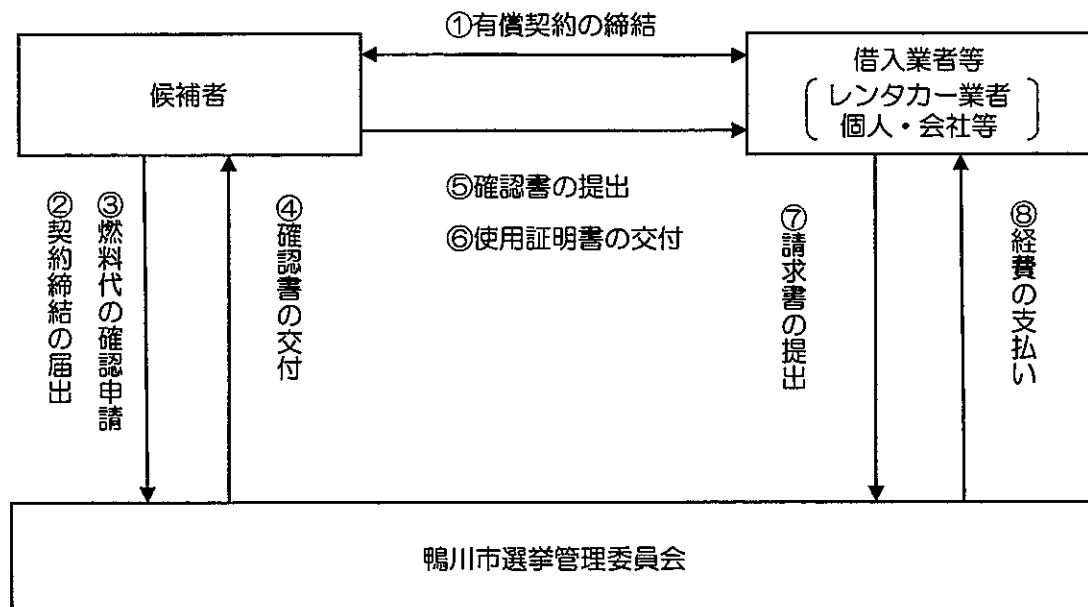 ①有償契約の締結
候補者
借入業者等
レンタカー業者
個人・会社等
⑤確認書の提出
⑥使用証明書の交付
②契約締結の届出
③燃料代の確認申請
④確認書の交付
⑦請求書の提出
⑧経費の支払い
鴨川市選挙管理委員会